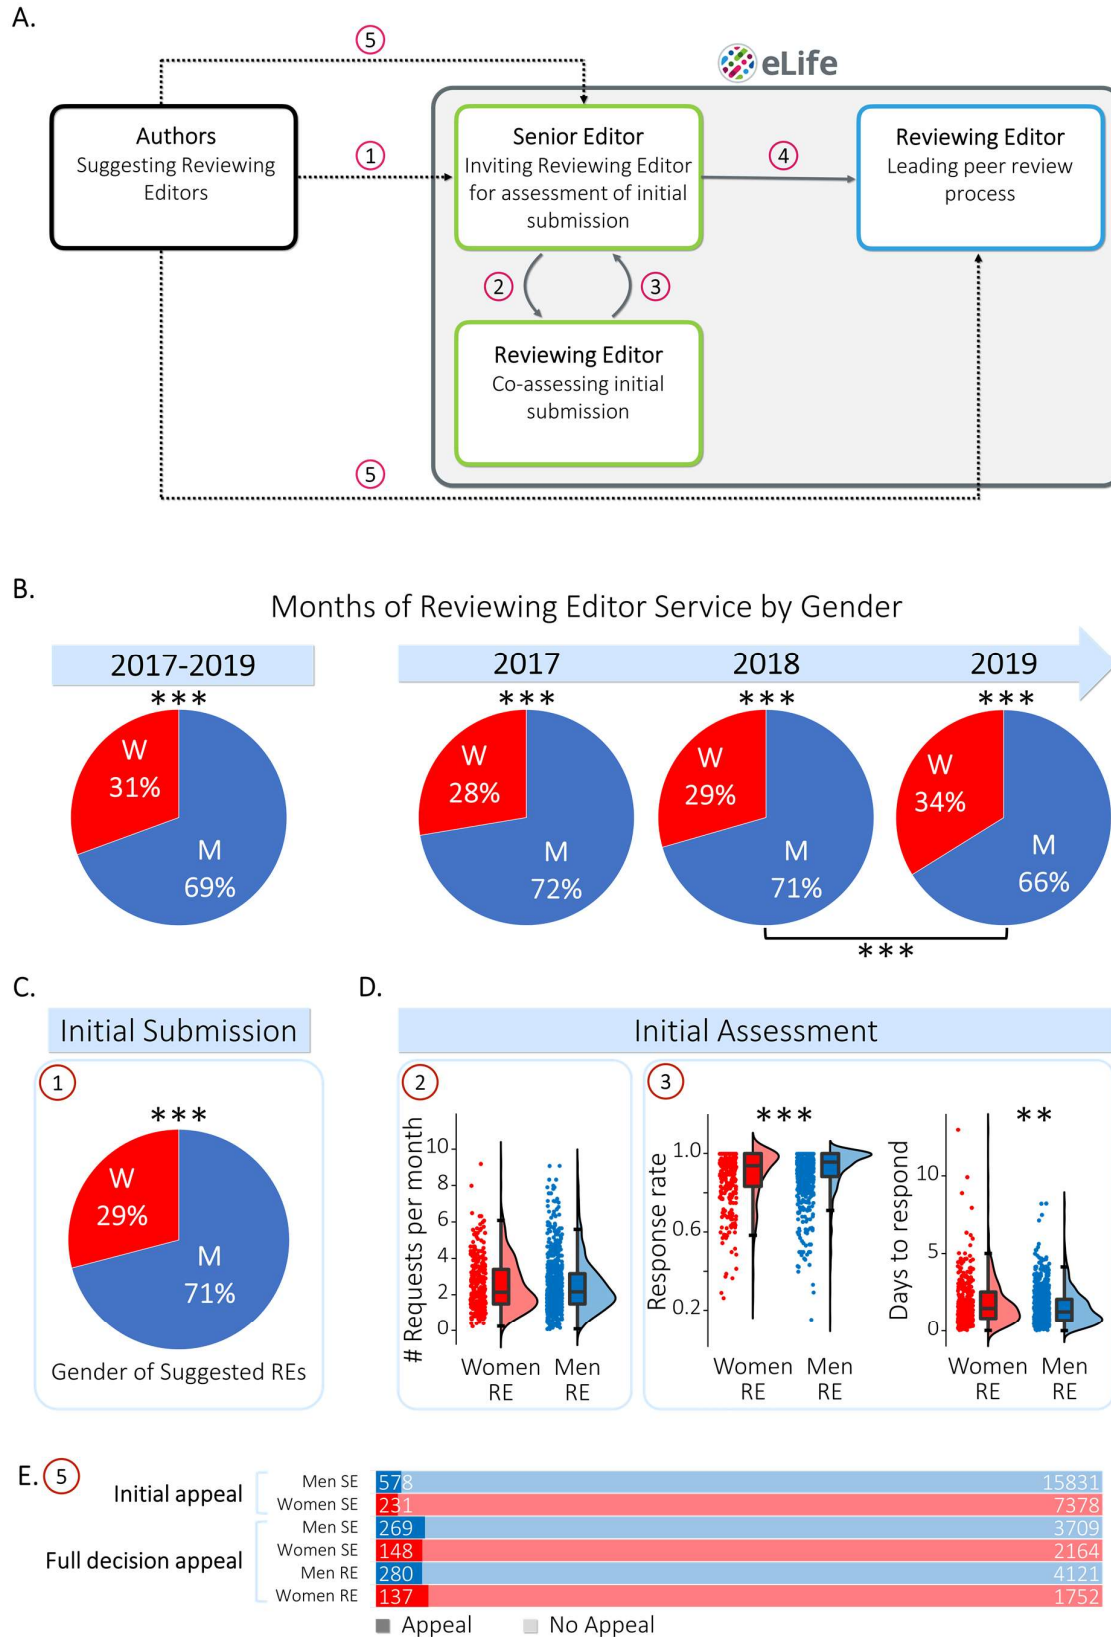 A.
5
eLife
Authors
Suggesting Reviewing
Editors
1
Senior Editor
Inviting Reviewing Editor
for assessment of initial
submission
4
Reviewing Editor
Leading peer review
process
2
3
Reviewing Editor
Co-assessing initial
submission
5
B.
Months of Reviewing Editor Service by Gender
2017-2019
2017
2018
2019
***
***
***
***
W
31%
M
69%
W
28%
M
72%
W
29%
M
71%
W
34%
M
66%
***
C.
Initial Submission
1
***
W
29%
M
71%
Gender of Suggested REs
D.
Initial Assessment
2
# Requests per month
10
8
6
4
2
0
Women
RE
Men
RE
3
***
Response rate
1.0
0.6
0.2
Women
RE
Men
RE
**
Days to respond
10
5
0
Women
RE
Men
RE
E.
5
Initial appeal
Men SE
578
15831
Women SE
231
7378
Full decision appeal
Men SE
269
3709
Women SE
148
2164
Men RE
280
4121
Women RE
137
1752
Appeal
No Appeal